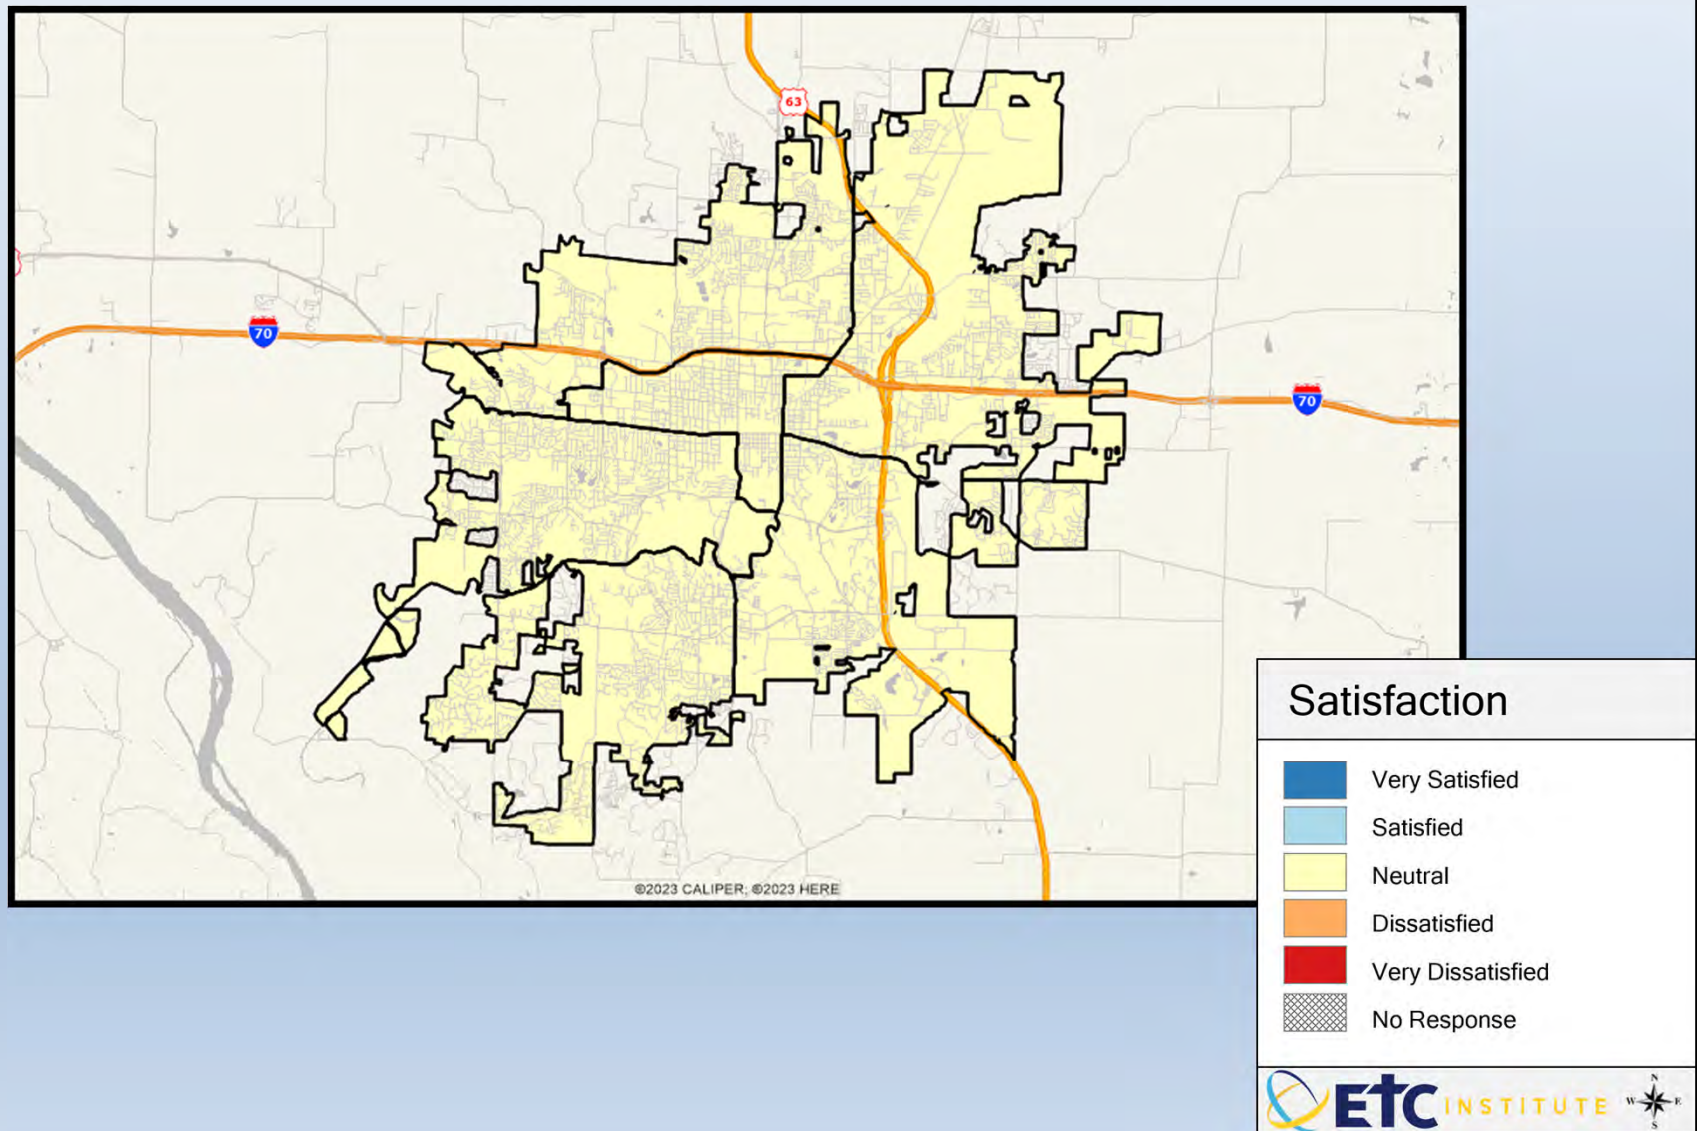 63
70
70
©2023 CALIPER; ©2023 HERE
Satisfaction
Very Satisfied
Satisfied
Neutral
Dissatisfied
Very Dissatisfied
No Response
ETC INSTITUTE
N
W E
S